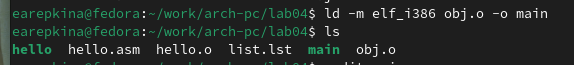 earepkina@fedora:~/work/arch-pc/lab04$ ld -m elf_i386 obj.o -o main
earepkina@fedora:~/work/arch-pc/lab04$ ls
hello hello.asm hello.o list.lst main obj.o